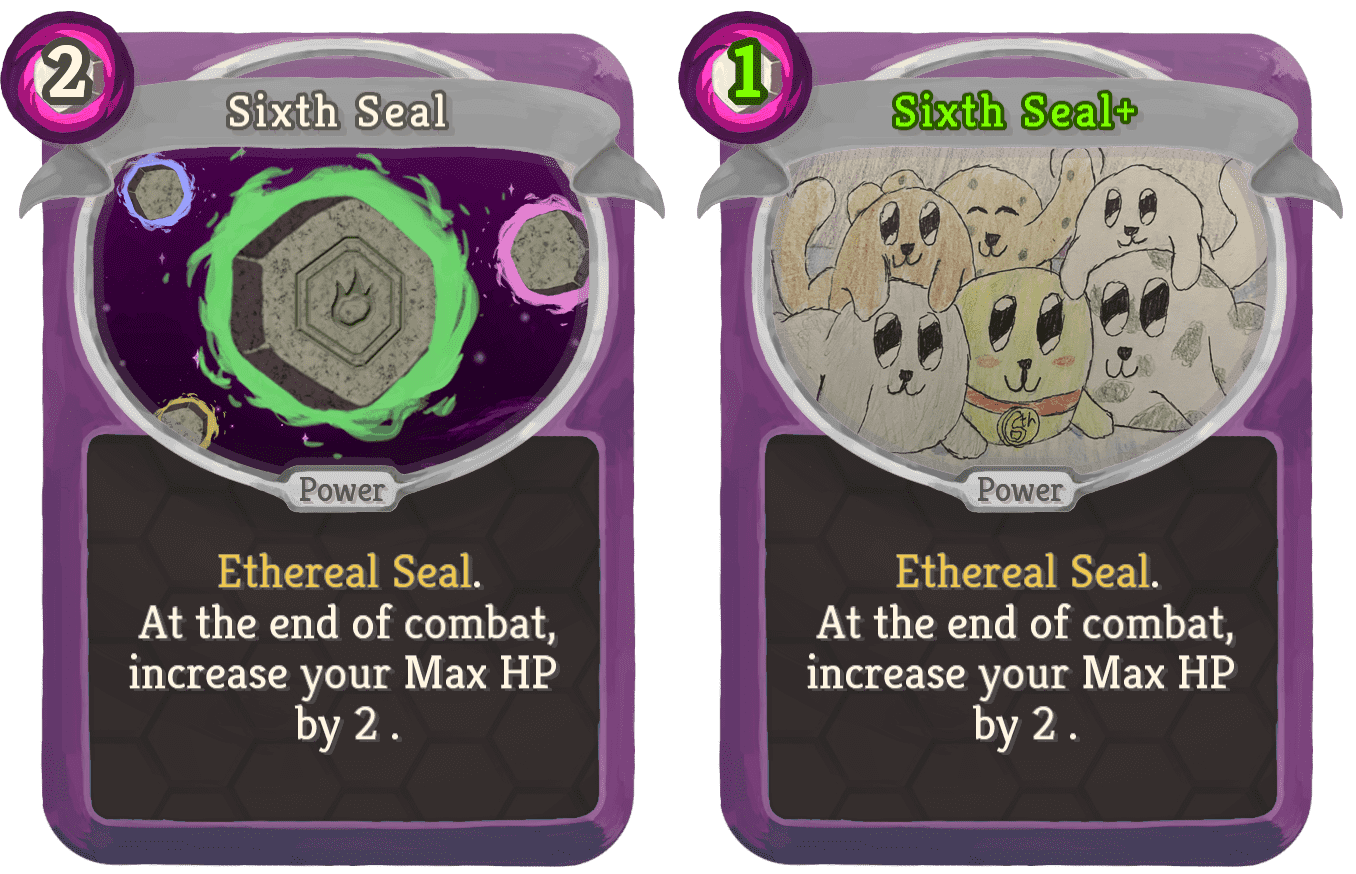 2
Sixth Seal
Power
Ethereal Seal.
At the end of combat,
increase your Max HP
by 2 .
1
Sixth Seal+
6th
Power
Ethereal Seal.
At the end of combat,
increase your Max HP
by 2 .